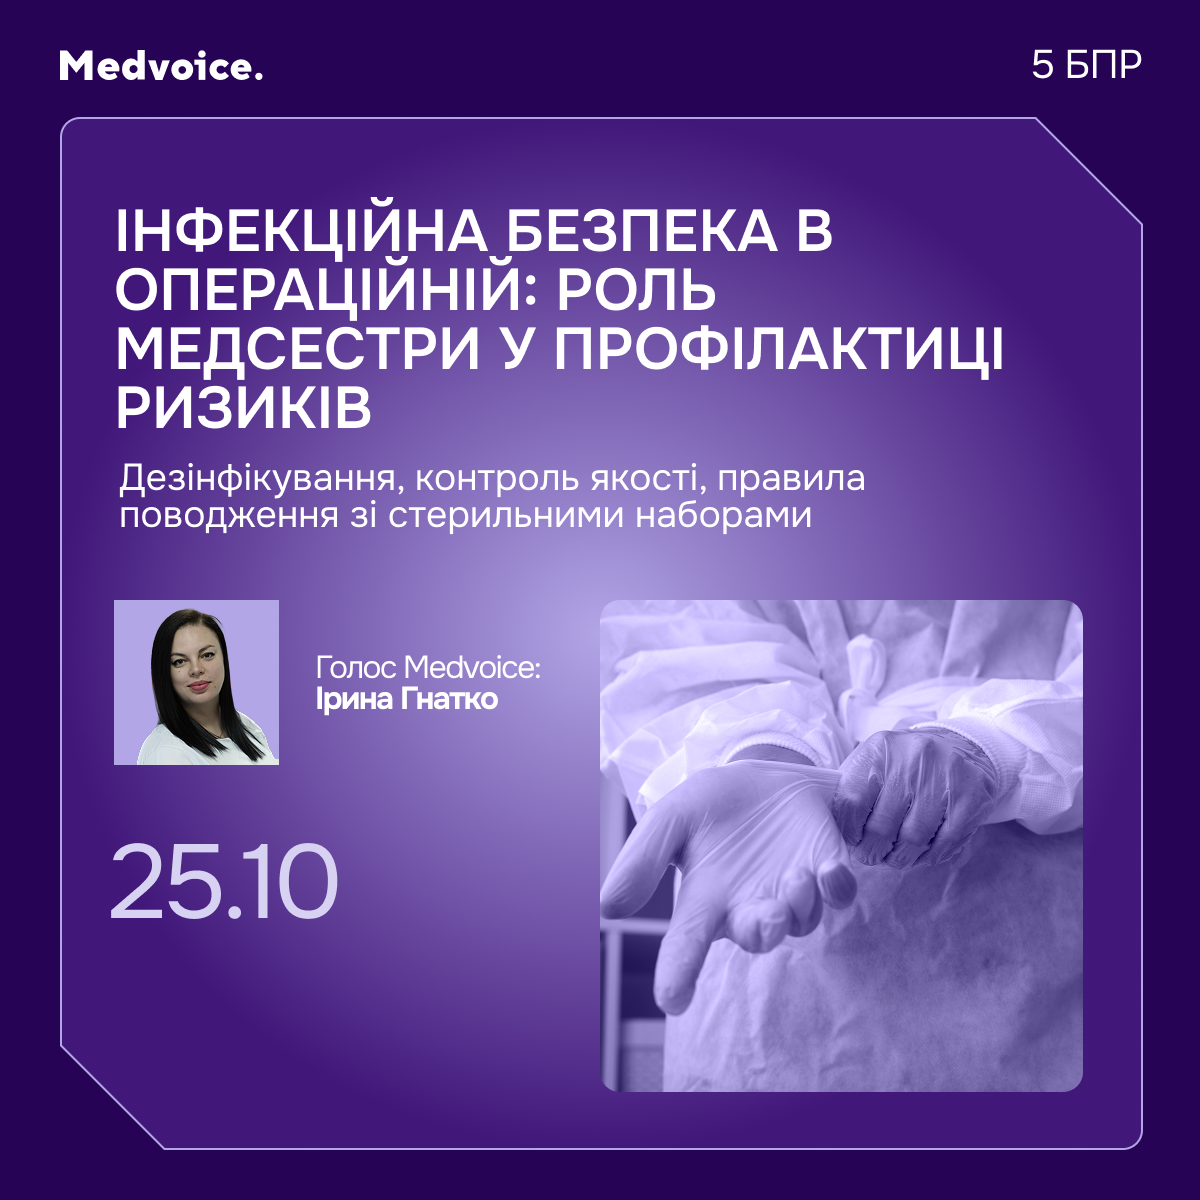 Medvoice.
5 БПР
ІНФЕКЦІЙНА БЕЗПЕКА В
ОПЕРАЦІЙНІЙ: РОЛЬ
МЕДСЕСТРИ У ПРОФІЛАКТИЦІ
РИЗИКІВ
Дезінфікування, контроль якості, правила
поводження зі стерильними наборами
Голос Medvoice:
Ірина Гнатко
25.10